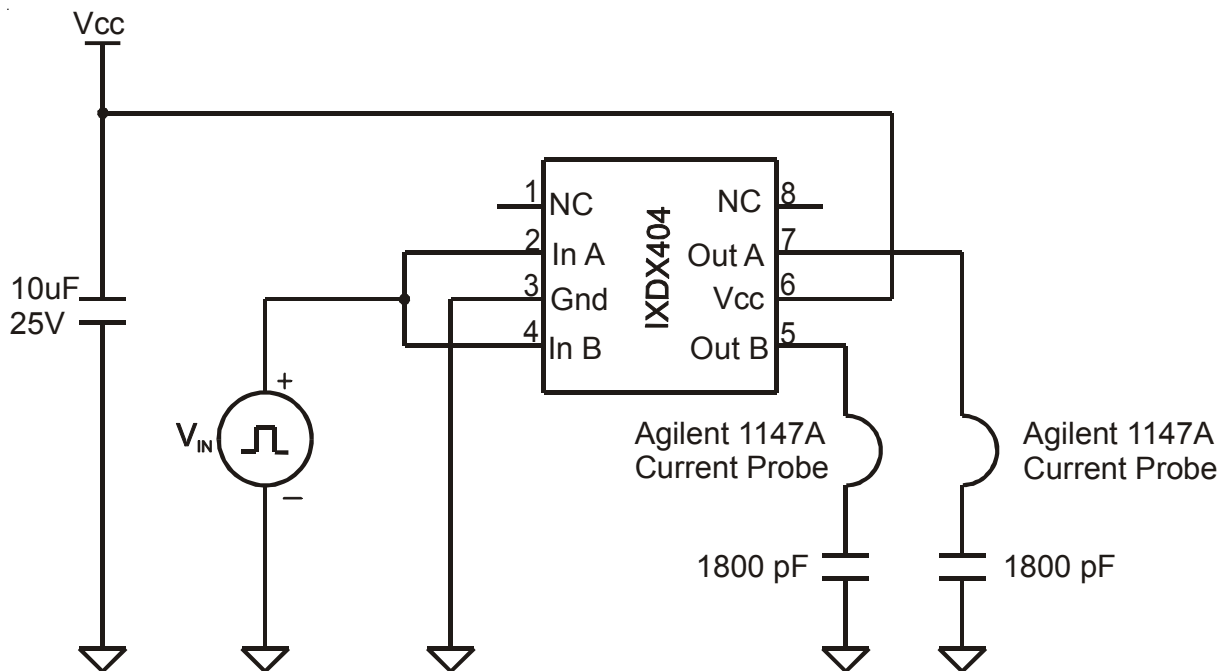 Vcc
10uF
25V
VIN
+
−
IXDX404
1
NC
2
In A
3
Gnd
4
In B
8
NC
7
Out A
6
Vcc
5
Out B
Agilent 1147A
Current Probe
Agilent 1147A
Current Probe
1800 pF
1800 pF